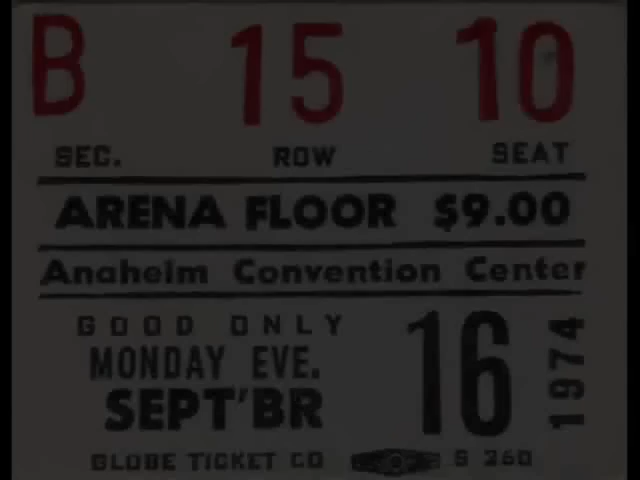 B 15 10
SEC. ROW SEAT
ARENA FLOOR $9.00
Anaheim Convention Center
GOOD ONLY
MONDAY EVE.
SEPT'BR
16
1974
GLOBE TICKET CO S 260